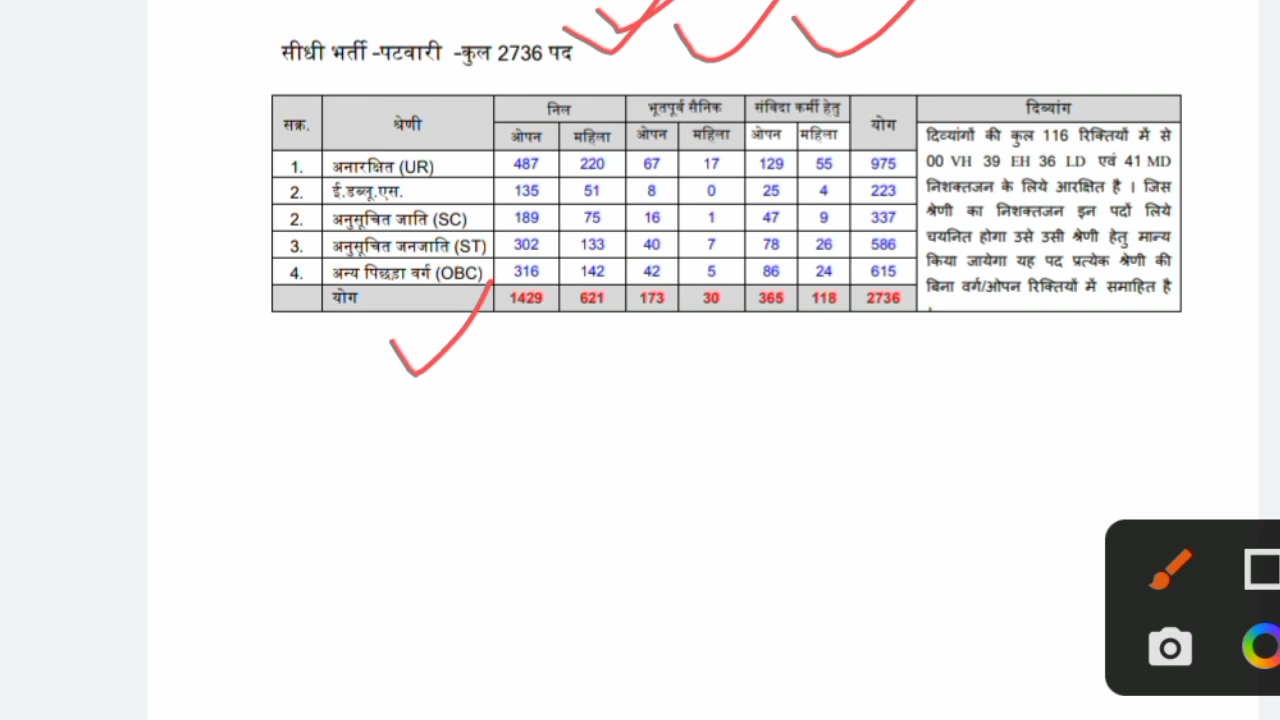 सीधी भर्ती -पटवारी -कुल 2736 पद
सक्र. श्रेणी निल भूतपूर्व सैनिक संविदा कर्मी हेतु योग दिव्यांग
ओपन महिला ओपन महिला ओपन महिला
1. अनारक्षित (UR) 487 220 67 17 129 55 975
2. ई.डब्लू.एस. 135 51 8 0 25 4 223
2. अनुसूचित जाति (SC) 189 75 16 1 47 9 337
3. अनुसूचित जनजाति (ST) 302 133 40 7 78 26 586
4. अन्य पिछड़ा वर्ग (OBC) 316 142 42 5 86 24 615
योग 1429 621 173 30 365 118 2736
दिव्यांगों की कुल 116 रिक्तियों में से
00 VH 39 EH 36 LD एवं 41 MD
निशक्तजन के लिये आरक्षित है । जिस
श्रेणी का निशक्तजन इन पदों लिये
चयनित होगा उसे उसी श्रेणी हेतु मान्य
किया जायेगा यह पद प्रत्येक श्रेणी की
बिना वर्ग/ओपन रिक्तियों में समाहित है
।